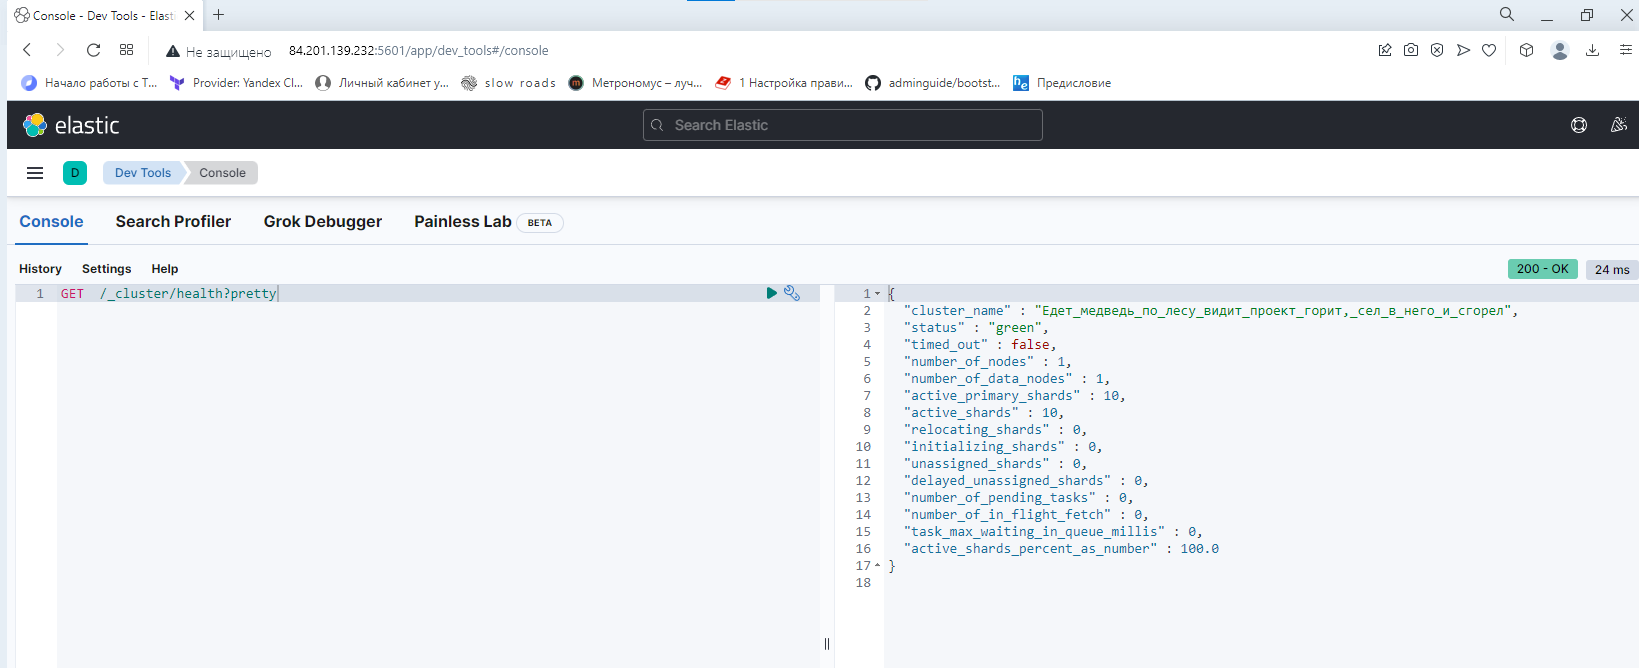 Console - Dev Tools - Elasti
Не защищено 84.201.139.232:5601/app/dev_tools#/console
Начало работы с T... Provider: Yandex Cl... Личный кабинет у... slow roads Метрономус – луч... 1 Настройка прави... adminguide/bootst... Предисловие
elastic Search Elastic
D Dev Tools Console
Console Search Profiler Grok Debugger Painless Lab BETA
History Settings Help 200 - OK 24 ms
1 GET /_cluster/health?pretty
1 {
2 "cluster_name" : "Едет_медведь_по_лесу_видит_проект_горит,_сел_в_него_и_сгорел",
3 "status" : "green",
4 "timed_out" : false,
5 "number_of_nodes" : 1,
6 "number_of_data_nodes" : 1,
7 "active_primary_shards" : 10,
8 "active_shards" : 10,
9 "relocating_shards" : 0,
10 "initializing_shards" : 0,
11 "unassigned_shards" : 0,
12 "delayed_unassigned_shards" : 0,
13 "number_of_pending_tasks" : 0,
14 "number_of_in_flight_fetch" : 0,
15 "task_max_waiting_in_queue_millis" : 0,
16 "active_shards_percent_as_number" : 100.0
17 }
18